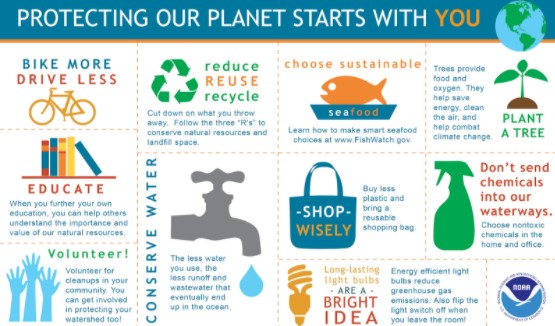 PROTECTING OUR PLANET STARTS WITH YOU
BIKE MORE
DRIVE LESS
reduce
REUSE
recycle
Cut down on what you throw
away. Follow the three "R's" to
conserve natural resources and
landfill space.
choose sustainable
seafood
Learn how to make smart seafood
choices at www.FishWatch.gov.
Trees provide
food and
oxygen. They
help save
energy, clean
the air, and
help combat
climate change.
PLANT
A TREE
EDUCATE
When you further your own
education, you can help others
understand the importance and
value of our natural resources.
CONSERVE WATER
The less water
you use, the
less runoff and
wastewater that
eventually end
up in the ocean.
-SHOP-
WISELY
Buy less
plastic and
bring a
reusable
shopping bag.
Don't send
chemicals
into our
waterways.
Choose nontoxic
chemicals in the
home and office.
Volunteer!
Volunteer for
cleanups in your
community. You
can get involved
in protecting your
watershed too!
Long-lasting
light bulbs
- ARE A -
BRIGHT
IDEA
Energy efficient light
bulbs reduce
greenhouse gas
emissions. Also flip the
light switch off when
you leave the room!
NOAA